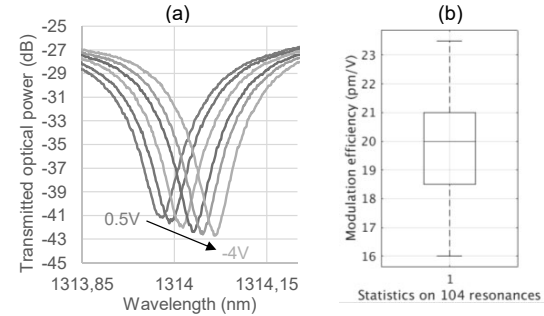 (a)
-25
-27
-29
-31
-33
-35
-37
-39
-41
-43
-45
Transmitted optical power (dB)
0.5V
-4V
1313,85 1314 1314,15
Wavelength (nm)
(b)
23
22
21
20
19
18
17
16
Modulation efficiency (pm/V)
1
Statistics on 104 resonances